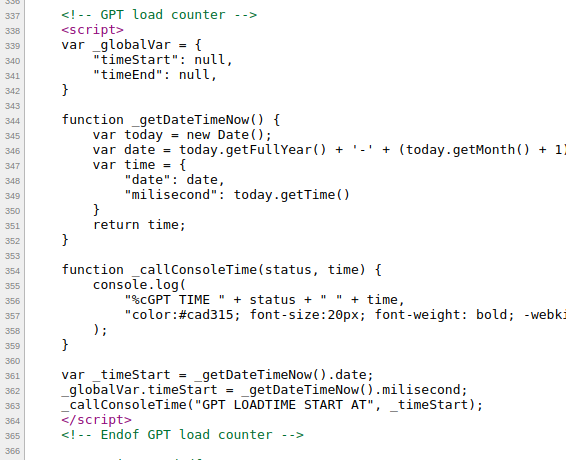 337 <!-- GPT load counter -->
338 <script>
339 var _globalVar = {
340 "timeStart": null,
341 "timeEnd": null,
342 }
343
344 function _getDateTimeNow() {
345 var today = new Date();
346 var date = today.getFullYear() + '-' + (today.getMonth() + 1)
347 var time = {
348 "date": date,
349 "milisecond": today.getTime()
350 }
351 return time;
352 }
353
354 function _callConsoleTime(status, time) {
355 console.log(
356 "%cGPT TIME " + status + " " + time,
357 "color:#cad315; font-size:20px; font-weight: bold; -webki
358 );
359 }
360
361 var _timeStart = _getDateTimeNow().date;
362 _globalVar.timeStart = _getDateTimeNow().milisecond;
363 _callConsoleTime("GPT LOADTIME START AT", _timeStart);
364 </script>
365 <!-- Endof GPT load counter -->
366